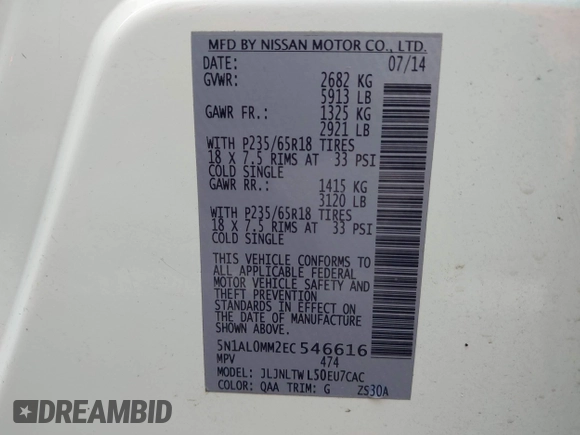 MFD BY NISSAN MOTOR CO., LTD.
DATE: 07/14
GVWR: 2682 KG
5913 LB
GAWR FR.: 1325 KG
2921 LB
WITH P235/65R18 TIRES
18 X 7.5 RIMS AT 33 PSI
COLD SINGLE
GAWR RR.: 1415 KG
3120 LB
WITH P235/65R18 TIRES
18 X 7.5 RIMS AT 33 PSI
COLD SINGLE
THIS VEHICLE CONFORMS TO
ALL APPLICABLE FEDERAL
MOTOR VEHICLE SAFETY AND
THEFT PREVENTION
STANDARDS IN EFFECT ON
THE DATE OF MANUFACTURE
SHOWN ABOVE.
5N1AL0MM2EC 546616
MPV 474
MODEL: JLJNLTW L50EU7CAC
COLOR: QAA TRIM: G ZS30A
REBIDCAR.COM